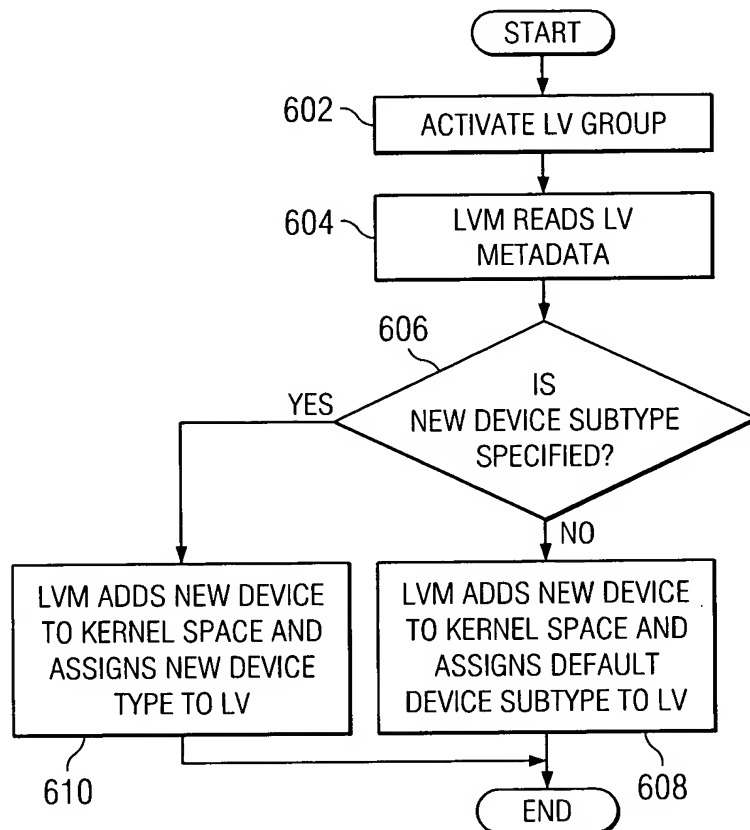 START
602
ACTIVATE LV GROUP
604
LVM READS LV
METADATA
606
IS
NEW DEVICE SUBTYPE
SPECIFIED?
YES
NO
LVM ADDS NEW DEVICE
TO KERNEL SPACE AND
ASSIGNS NEW DEVICE
TYPE TO LV
LVM ADDS NEW DEVICE
TO KERNEL SPACE AND
ASSIGNS DEFAULT
DEVICE SUBTYPE TO LV
610
608
END